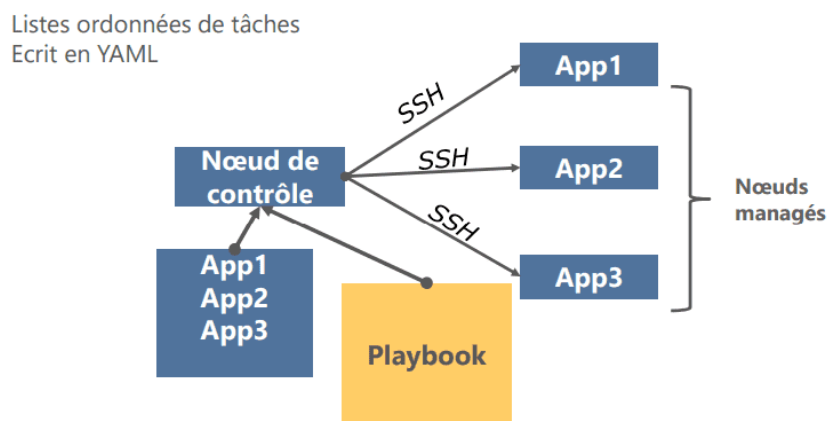 Listes ordonnées de tâches
Ecrit en YAML
App1
SSH
Nœud de
contrôle
SSH
App2
Nœuds
managés
SSH
App1
App2
App3
App3
Playbook